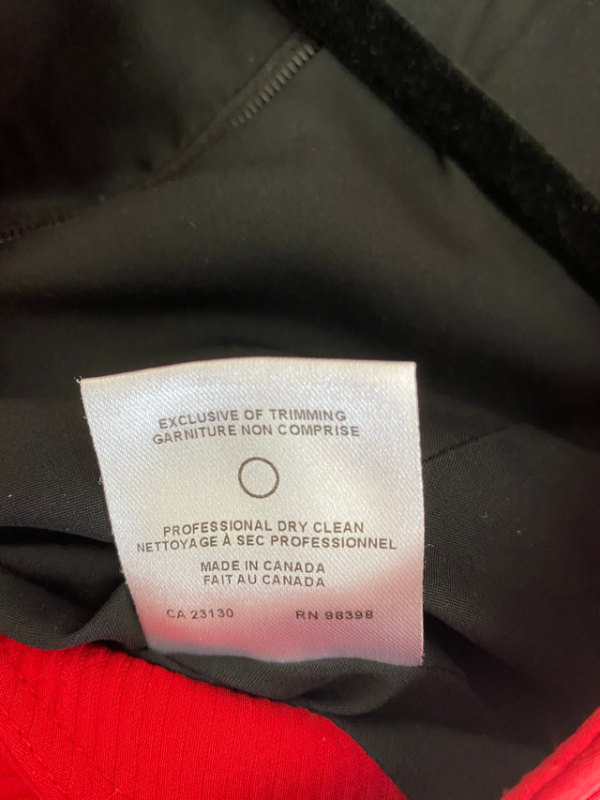 EXCLUSIVE OF TRIMMING
GARNITURE NON COMPRISE
PROFESSIONAL DRY CLEAN
NETTOYAGE À SEC PROFESSIONNEL
MADE IN CANADA
FAIT AU CANADA
CA 23130 RN 98398